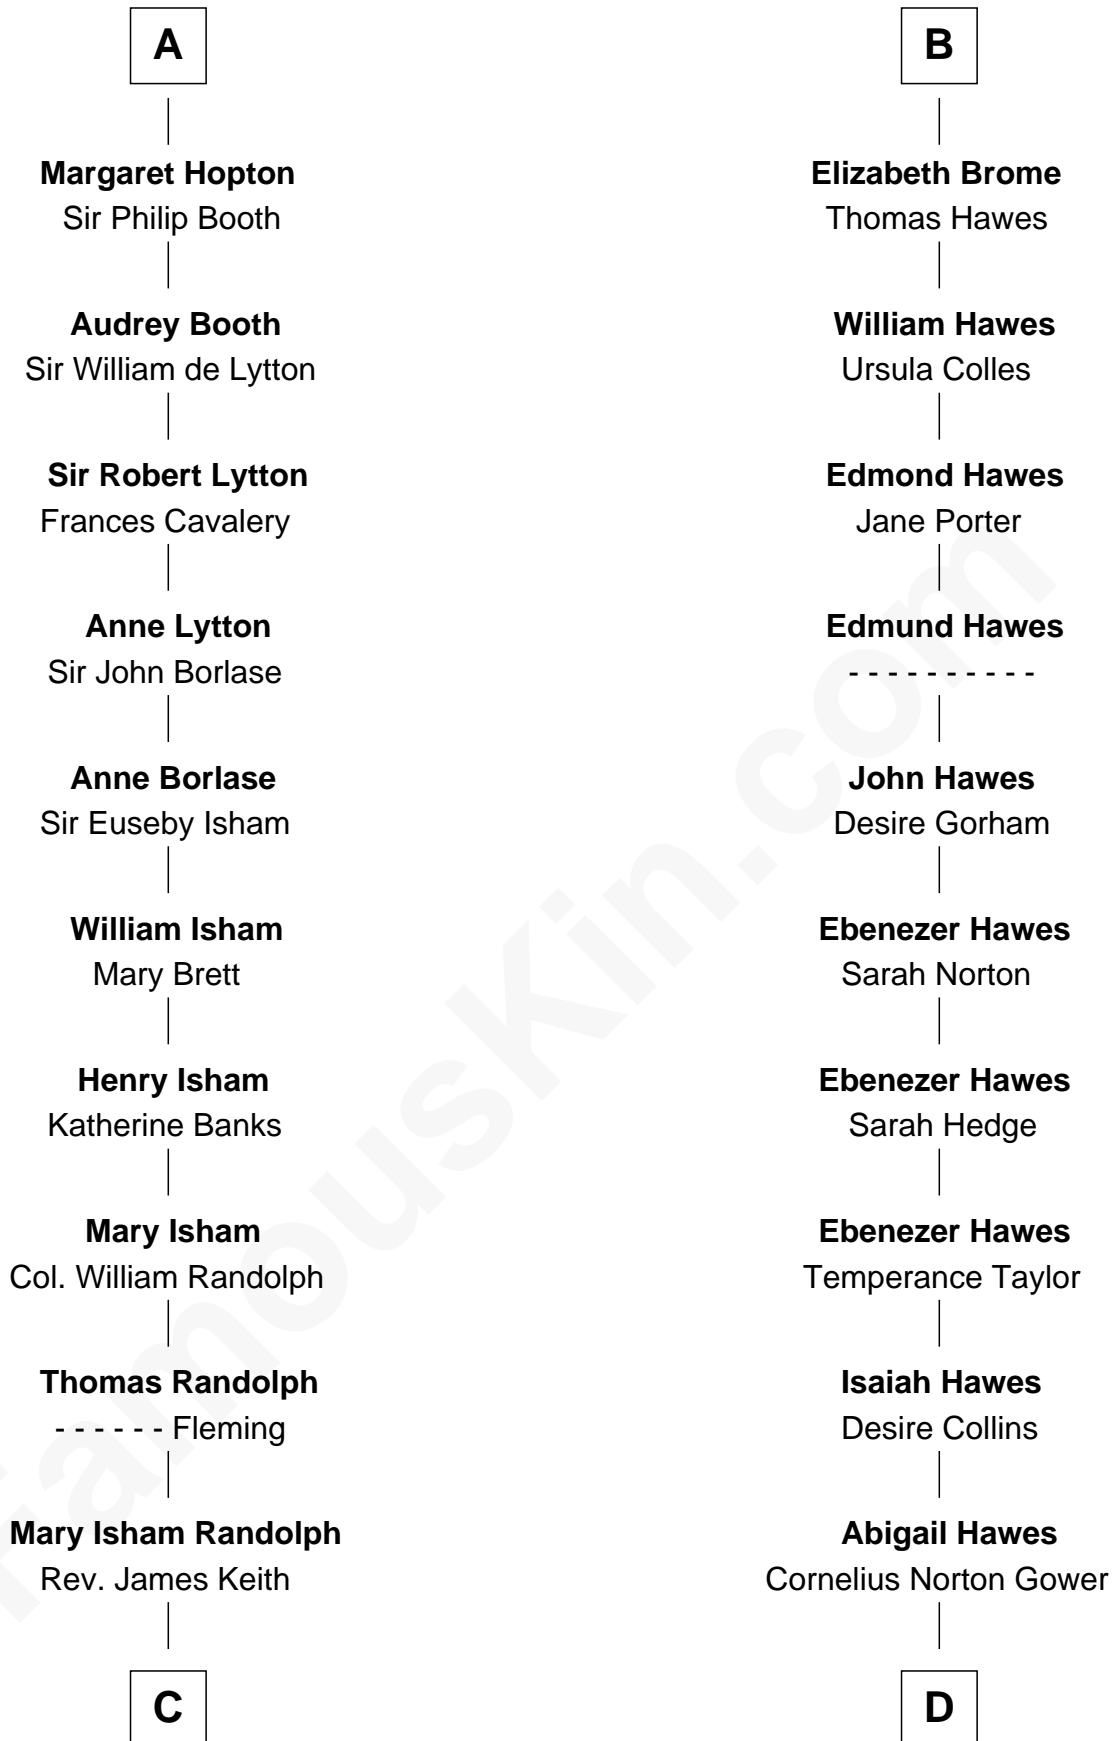 A
Margaret Hopton
Sir Philip Booth
Audrey Booth
Sir William de Lytton
Sir Robert Lytton
Frances Cavalery
Anne Lytton
Sir John Borlase
Anne Borlase
Sir Euseby Isham
William Isham
Mary Brett
Henry Isham
Katherine Banks
Mary Isham
Col. William Randolph
Thomas Randolph
- - - - - - Fleming
Mary Isham Randolph
Rev. James Keith
C
B
Elizabeth Brome
Thomas Hawes
William Hawes
Ursula Colles
Edmond Hawes
Jane Porter
Edmund Hawes
- - - - - - - - - -
John Hawes
Desire Gorham
Ebenezer Hawes
Sarah Norton
Ebenezer Hawes
Sarah Hedge
Ebenezer Hawes
Temperance Taylor
Isaiah Hawes
Desire Collins
Abigail Hawes
Cornelius Norton Gower
D
FamousKin.com